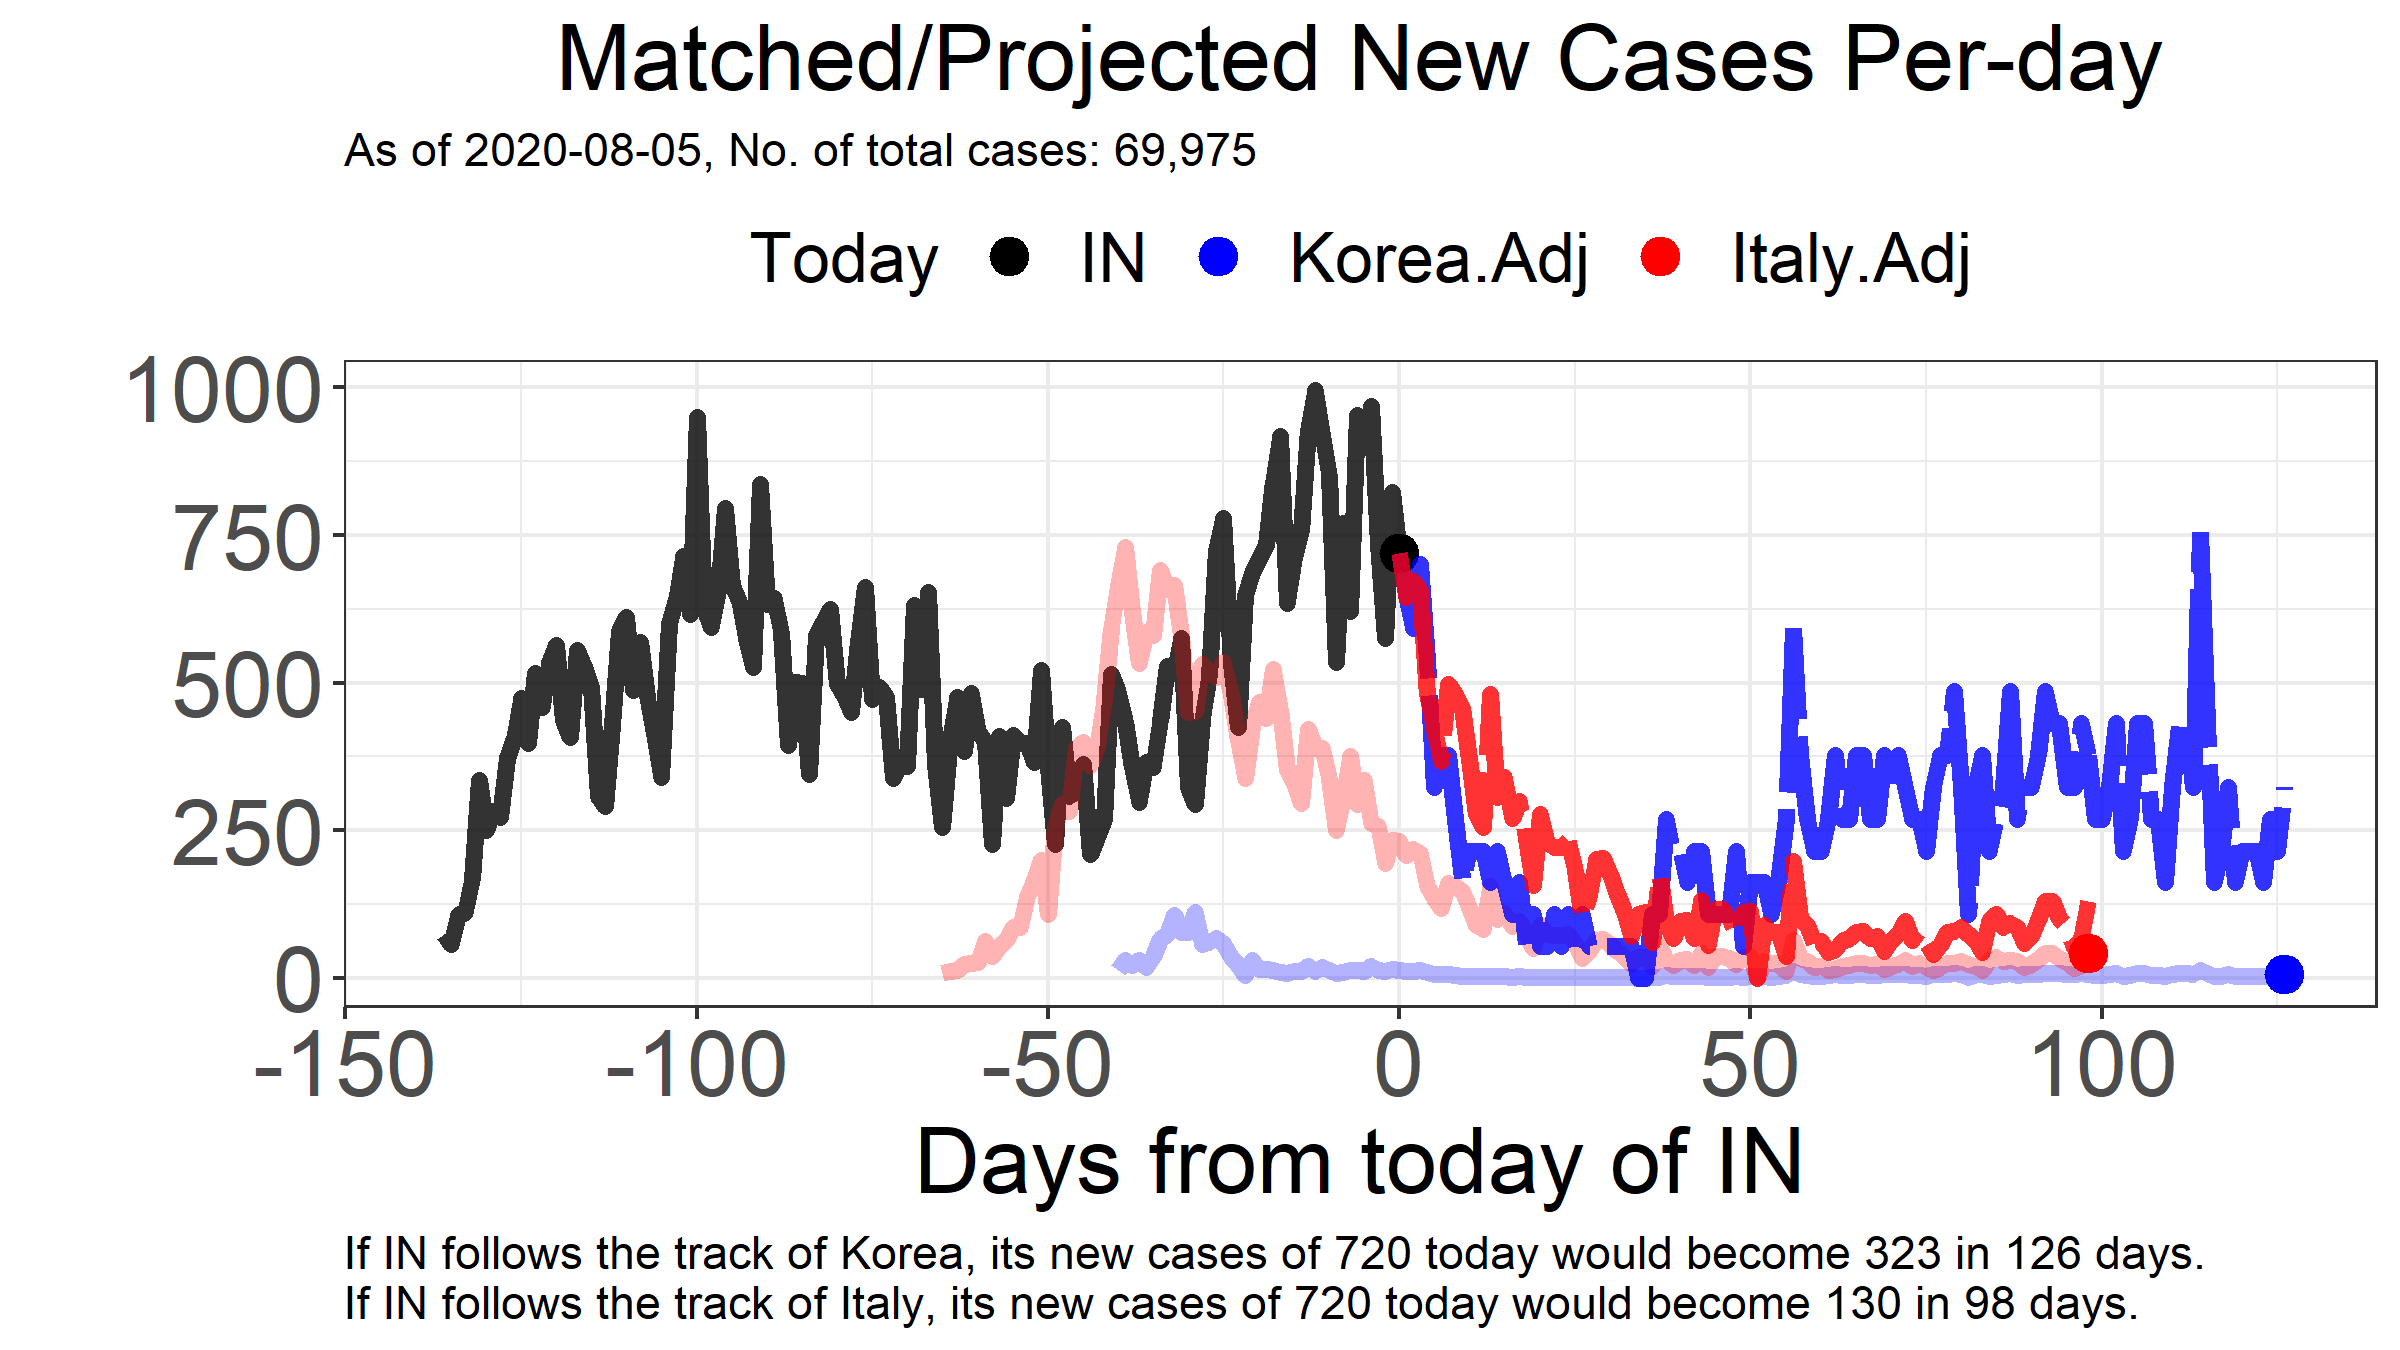 Matched/Projected New Cases Per-day
As of 2020-08-05, No. of total cases: 69,975
Today IN Korea.Adj Italy.Adj
1000
750
500
250
0
-150 -100 -50 0 50 100
Days from today of IN
If IN follows the track of Korea, its new cases of 720 today would become 323 in 126 days.
If IN follows the track of Italy, its new cases of 720 today would become 130 in 98 days.